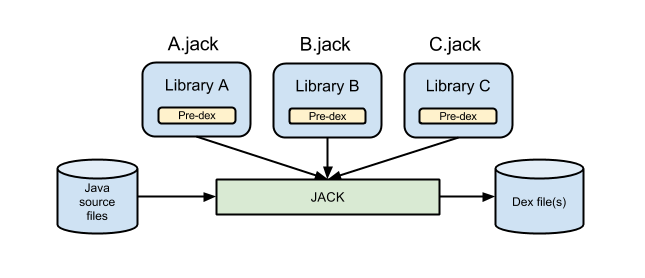 A.jack
B.jack
C.jack
Library A
Library B
Library C
Pre-dex
Pre-dex
Pre-dex
Java
source
files
JACK
Dex file(s)